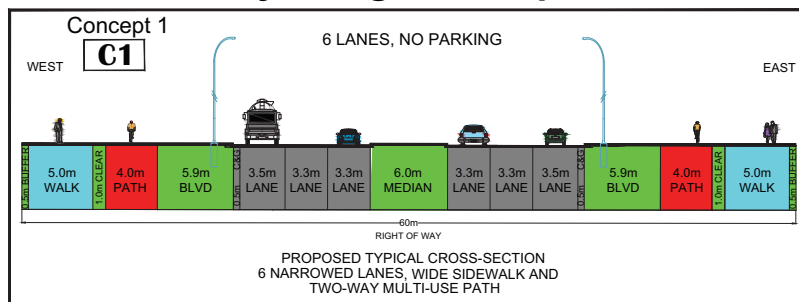 Concept 1
C1
6 LANES, NO PARKING
WEST
EAST
0.5m BUFFER
5.0m
WALK
1.0m CLEAR
4.0m
PATH
5.9m
BLVD
0.5m C&G
3.5m
LANE
3.3m
LANE
3.3m
LANE
6.0m
MEDIAN
3.3m
LANE
3.3m
LANE
3.5m
LANE
0.5m C&G
5.9m
BLVD
4.0m
PATH
1.0m CLEAR
5.0m
WALK
0.5m BUFFER
60m
RIGHT OF WAY
PROPOSED TYPICAL CROSS-SECTION
6 NARROWED LANES, WIDE SIDEWALK AND
TWO-WAY MULTI-USE PATH